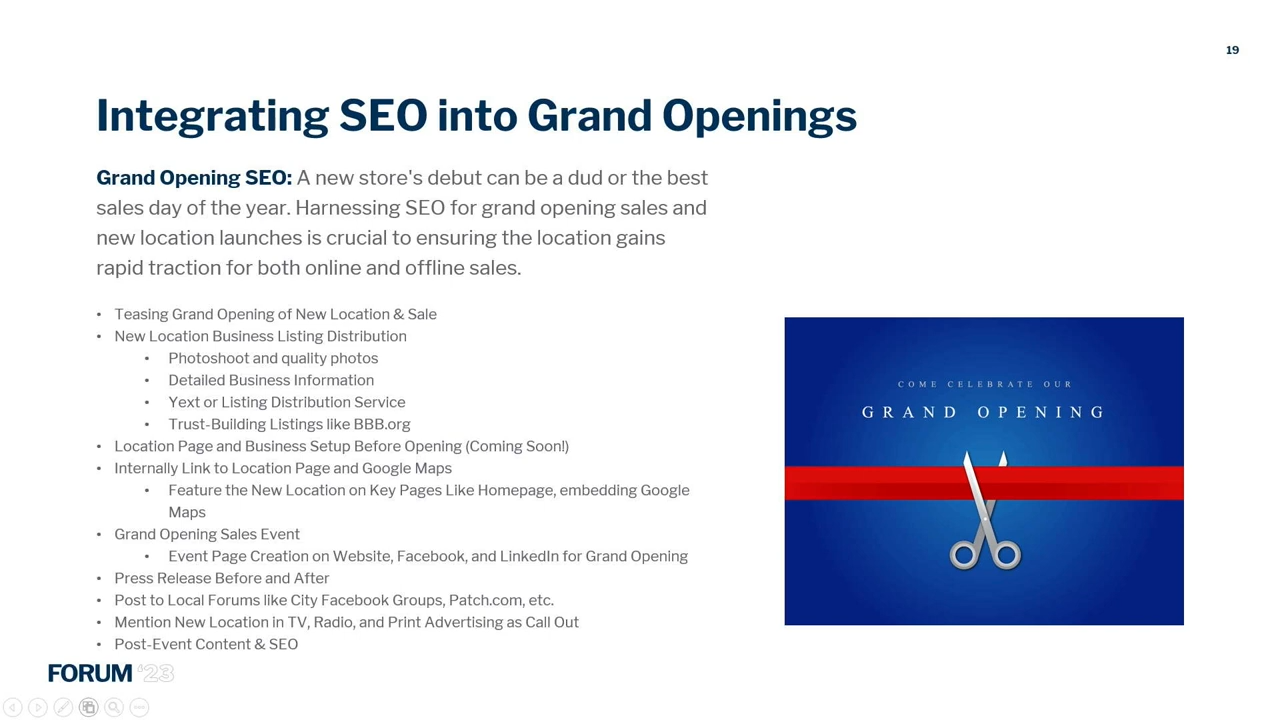 19
Integrating SEO into Grand Openings
Grand Opening SEO: A new store's debut can be a dud or the best
sales day of the year. Harnessing SEO for grand opening sales and
new location launches is crucial to ensuring the location gains
rapid traction for both online and offline sales.
• Teasing Grand Opening of New Location & Sale
• New Location Business Listing Distribution
• Photoshoot and quality photos
• Detailed Business Information
• Yext or Listing Distribution Service
• Trust-Building Listings like BBB.org
• Location Page and Business Setup Before Opening (Coming Soon!)
• Internally Link to Location Page and Google Maps
• Feature the New Location on Key Pages Like Homepage, embedding Google
Maps
• Grand Opening Sales Event
• Event Page Creation on Website, Facebook, and LinkedIn for Grand Opening
• Press Release Before and After
• Post to Local Forums like City Facebook Groups, Patch.com, etc.
• Mention New Location in TV, Radio, and Print Advertising as Call Out
• Post-Event Content & SEO
COME CELEBRATE OUR
GRAND OPENING
FORUM '23